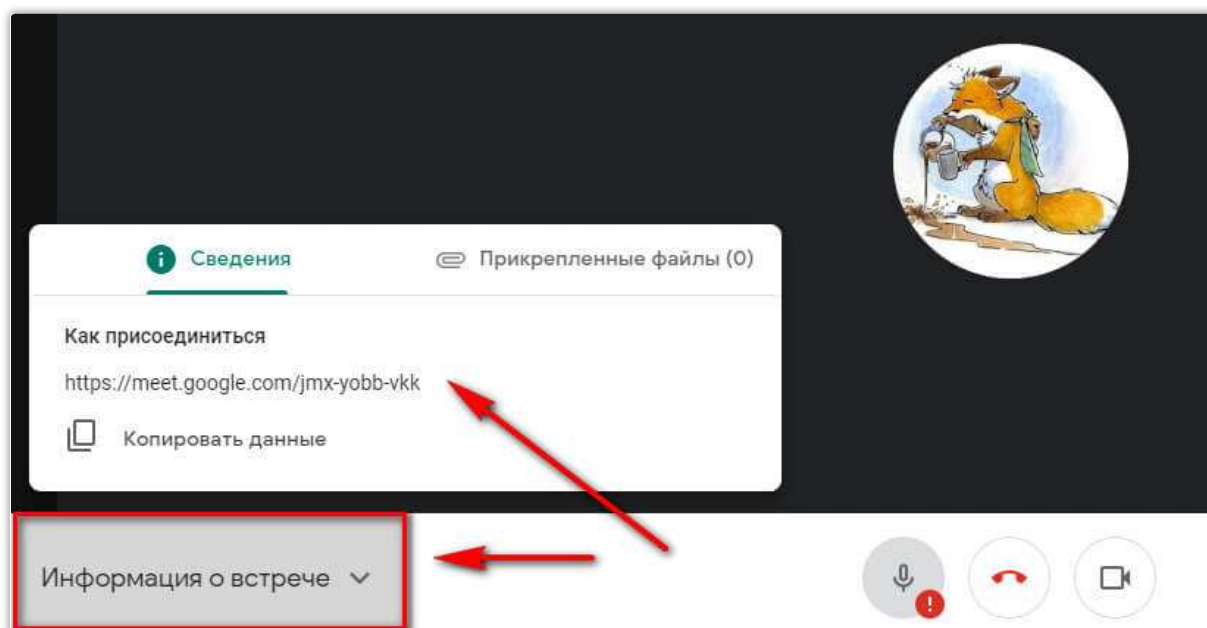 Сведения
Прикрепленные файлы (0)
Как присоединиться
https://meet.google.com/jmx-yobb-vkk
Копировать данные
Информация о встрече